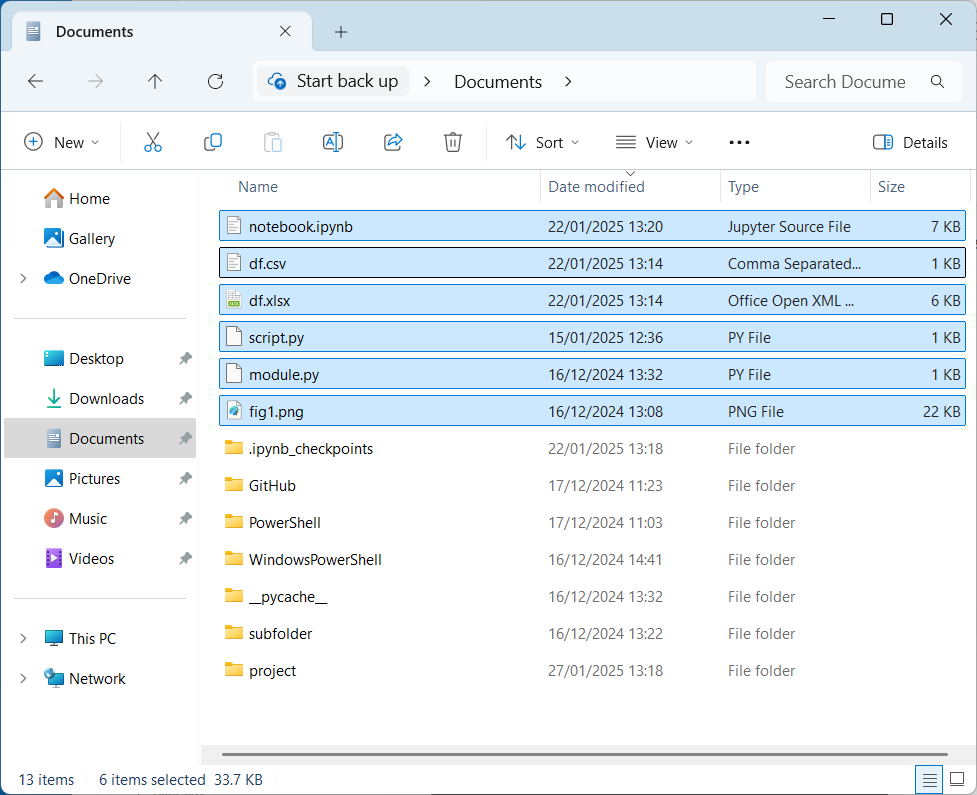 Documents
Start back up > Documents >
Search Docume
New
Sort
View
Details
Name Date modified Type Size
Home
Gallery
OneDrive
Desktop
Downloads
Documents
Pictures
Music
Videos
This PC
Network
notebook.ipynb 22/01/2025 13:20 Jupyter Source File 7 KB
df.csv 22/01/2025 13:14 Comma Separated... 1 KB
df.xlsx 22/01/2025 13:14 Office Open XML ... 6 KB
script.py 15/01/2025 12:36 PY File 1 KB
module.py 16/12/2024 13:32 PY File 1 KB
fig1.png 16/12/2024 13:08 PNG File 22 KB
.ipynb_checkpoints 22/01/2025 13:18 File folder
GitHub 17/12/2024 11:23 File folder
PowerShell 17/12/2024 11:03 File folder
WindowsPowerShell 16/12/2024 14:41 File folder
__pycache__ 16/12/2024 13:32 File folder
subfolder 16/12/2024 13:22 File folder
project 27/01/2025 13:18 File folder
13 items 6 items selected 33.7 KB